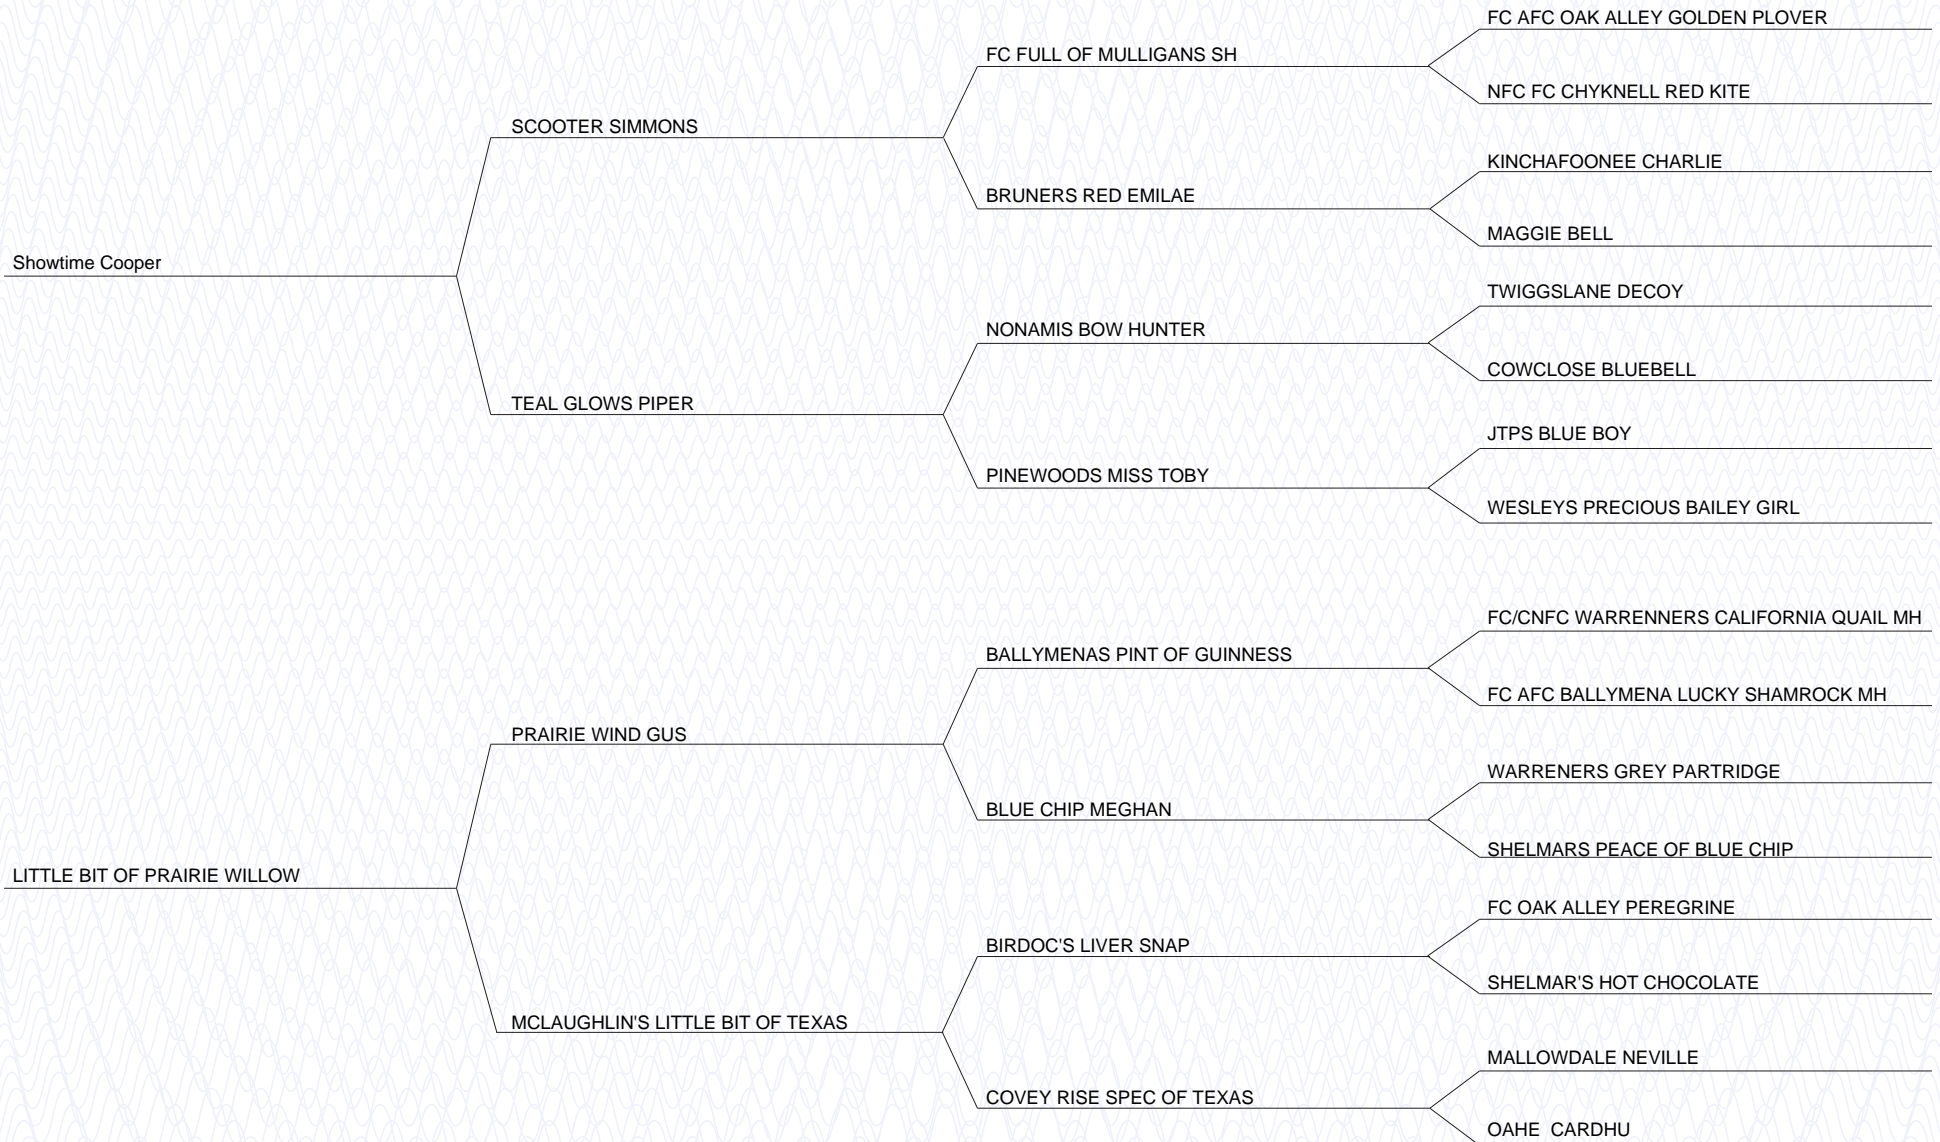 FC AFC OAK ALLEY GOLDEN PLOVER
FC FULL OF MULLIGANS SH
NFC FC CHYKNELL RED KITE
SCOOTER SIMMONS
KINCHAFOONEE CHARLIE
BRUNERS RED EMILAE
MAGGIE BELL
Showtime Cooper
TWIGGSLANE DECOY
NONAMIS BOW HUNTER
COWCLOSE BLUEBELL
TEAL GLOWS PIPER
JTPS BLUE BOY
PINEWOODS MISS TOBY
WESLEYS PRECIOUS BAILEY GIRL
FC/CNFC WARRENNERS CALIFORNIA QUAIL MH
BALLYMENAS PINT OF GUINNESS
FC AFC BALLYMENA LUCKY SHAMROCK MH
PRAIRIE WIND GUS
WARRENERS GREY PARTRIDGE
BLUE CHIP MEGHAN
SHELMARS PEACE OF BLUE CHIP
LITTLE BIT OF PRAIRIE WILLOW
FC OAK ALLEY PEREGRINE
BIRDOC'S LIVER SNAP
SHELMAR'S HOT CHOCOLATE
MCLAUGHLIN'S LITTLE BIT OF TEXAS
MALLOWDALE NEVILLE
COVEY RISE SPEC OF TEXAS
OAHE  CARDHU